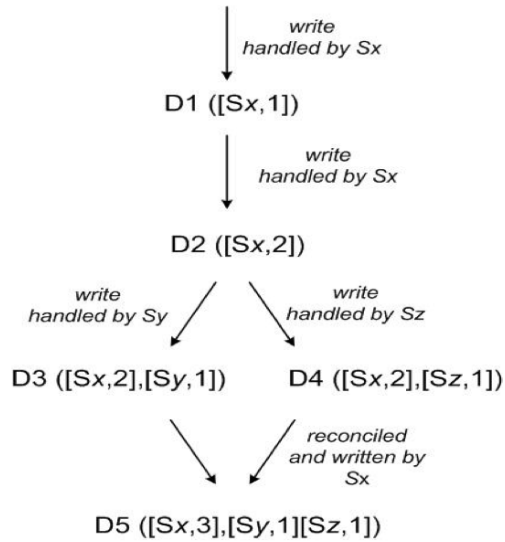 write
handled by Sx
D1 ([Sx,1])
write
handled by Sx
D2 ([Sx,2])
write
handled by Sy
write
handled by Sz
D3 ([Sx,2],[Sy,1])
D4 ([Sx,2],[Sz,1])
reconciled
and written by
Sx
D5 ([Sx,3],[Sy,1][Sz,1])